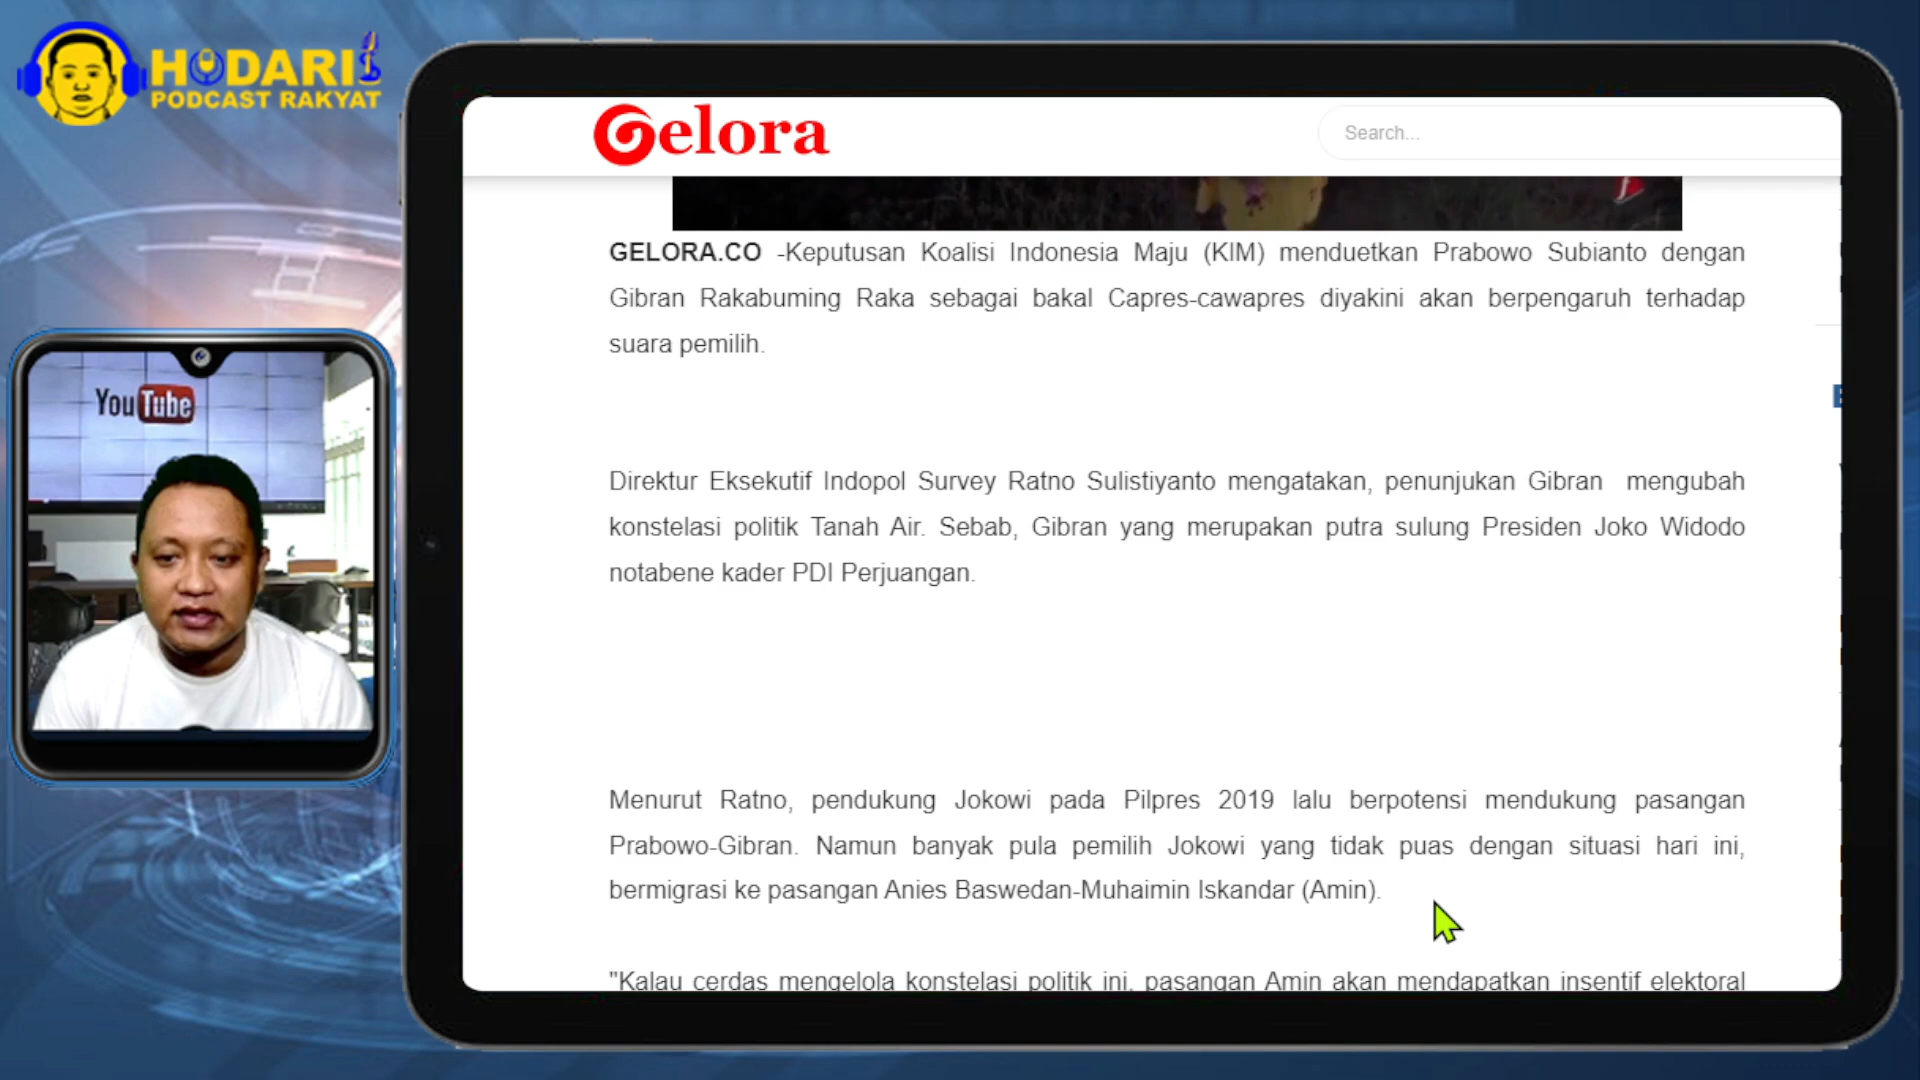 HODARI
PODCAST RAKYAT
YouTube
Gelora
Search...
GELORA.CO -Keputusan Koalisi Indonesia Maju (KIM) menduetkan Prabowo Subianto dengan
Gibran Rakabuming Raka sebagai bakal Capres-cawapres diyakini akan berpengaruh terhadap
suara pemilih.
Direktur Eksekutif Indopol Survey Ratno Sulistiyanto mengatakan, penunjukan Gibran mengubah
konstelasi politik Tanah Air. Sebab, Gibran yang merupakan putra sulung Presiden Joko Widodo
notabene kader PDI Perjuangan.
Menurut Ratno, pendukung Jokowi pada Pilpres 2019 lalu berpotensi mendukung pasangan
Prabowo-Gibran. Namun banyak pula pemilih Jokowi yang tidak puas dengan situasi hari ini,
bermigrasi ke pasangan Anies Baswedan-Muhaimin Iskandar (Amin).
"Kalau cerdas mengelola konstelasi politik ini, pasangan Amin akan mendapatkan insentif elektoral